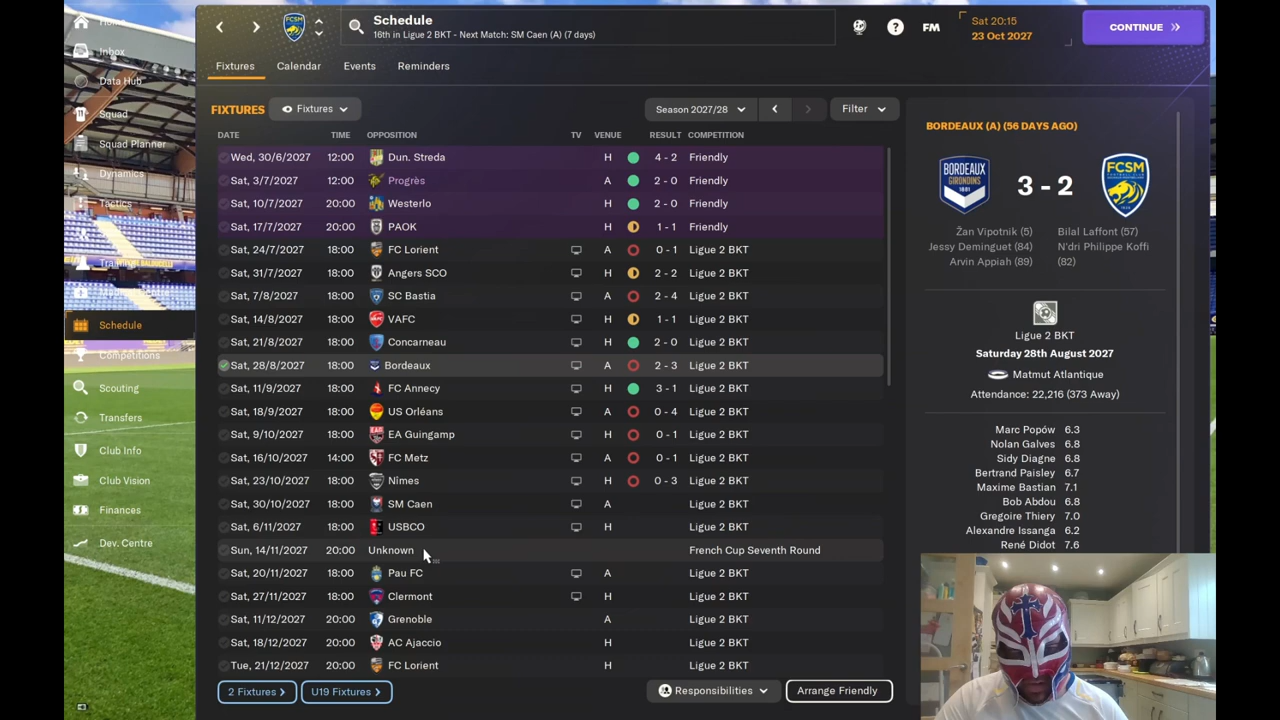 Home
Schedule
16th in Ligue 2 BKT - Next Match: SM Caen (A) (7 days)
FM
Sat 20:15
23 Oct 2027
CONTINUE
Inbox
Data Hub
Squad
Squad Planner
Dynamics
Tactics
Schedule
Competitions
Scouting
Transfers
Club Info
Club Vision
Finances
Dev. Centre
Fixtures Calendar Events Reminders
FIXTURES Fixtures Season 2027/28 Filter
DATE TIME OPPOSITION TV VENUE RESULT COMPETITION
Wed, 30/6/2027 12:00 Dun. Streda H 4 - 2 Friendly
Sat, 3/7/2027 12:00 Progrès A 2 - 0 Friendly
Sat, 10/7/2027 20:00 Westerlo H 2 - 0 Friendly
Sat, 17/7/2027 20:00 PAOK H 1 - 1 Friendly
Sat, 24/7/2027 18:00 FC Lorient A 0 - 1 Ligue 2 BKT
Sat, 31/7/2027 18:00 Angers SCO H 2 - 2 Ligue 2 BKT
Sat, 7/8/2027 18:00 SC Bastia A 2 - 4 Ligue 2 BKT
Sat, 14/8/2027 18:00 VAFC H 1 - 1 Ligue 2 BKT
Sat, 21/8/2027 18:00 Concarneau H 2 - 0 Ligue 2 BKT
Sat, 28/8/2027 18:00 Bordeaux A 2 - 3 Ligue 2 BKT
Sat, 11/9/2027 18:00 FC Annecy H 3 - 1 Ligue 2 BKT
Sat, 18/9/2027 18:00 US Orléans A 0 - 4 Ligue 2 BKT
Sat, 9/10/2027 18:00 EA Guingamp H 0 - 1 Ligue 2 BKT
Sat, 16/10/2027 14:00 FC Metz A 0 - 1 Ligue 2 BKT
Sat, 23/10/2027 18:00 Nîmes H 0 - 3 Ligue 2 BKT
Sat, 30/10/2027 18:00 SM Caen A Ligue 2 BKT
Sat, 6/11/2027 18:00 USBCO H Ligue 2 BKT
Sun, 14/11/2027 20:00 Unknown French Cup Seventh Round
Sat, 20/11/2027 18:00 Pau FC A Ligue 2 BKT
Sat, 27/11/2027 18:00 Clermont H Ligue 2 BKT
Sat, 11/12/2027 20:00 Grenoble A Ligue 2 BKT
Sat, 18/12/2027 20:00 AC Ajaccio H Ligue 2 BKT
Tue, 21/12/2027 20:00 FC Lorient H Ligue 2 BKT
2 Fixtures > U19 Fixtures > Responsibilities Arrange Friendly
BORDEAUX (A) (56 DAYS AGO)
BORDEAUX
GIRONDINS
1881
3 - 2
FCSM
Žan Vipotnik (5) Bilal Laffont (57)
Jessy Deminguet (84) N'dri Philippe Koffi
Arvin Appiah (89) (82)
Ligue 2 BKT
Saturday 28th August 2027
Matmut Atlantique
Attendance: 22,216 (373 Away)
Marc Popów 6.3
Nolan Galves 6.8
Sidy Diagne 6.8
Bertrand Paisley 6.7
Maxime Bastian 7.1
Bob Abdou 6.8
Gregoire Thiery 7.0
Alexandre Issanga 6.2
René Didot 7.6